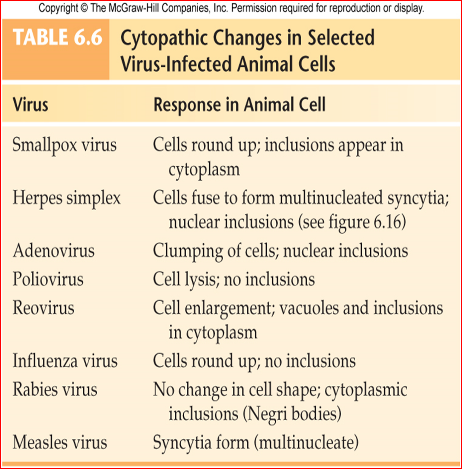 Copyright © The McGraw-Hill Companies, Inc. Permission required for reproduction or display.
TABLE 6.6 Cytopathic Changes in Selected
Virus-Infected Animal Cells
Virus Response in Animal Cell
Smallpox virus Cells round up; inclusions appear in
cytoplasm
Herpes simplex Cells fuse to form multinucleated syncytia;
nuclear inclusions (see figure 6.16)
Adenovirus Clumping of cells; nuclear inclusions
Poliovirus Cell lysis; no inclusions
Reovirus Cell enlargement; vacuoles and inclusions
in cytoplasm
Influenza virus Cells round up; no inclusions
Rabies virus No change in cell shape; cytoplasmic
inclusions (Negri bodies)
Measles virus Syncytia form (multinucleate)